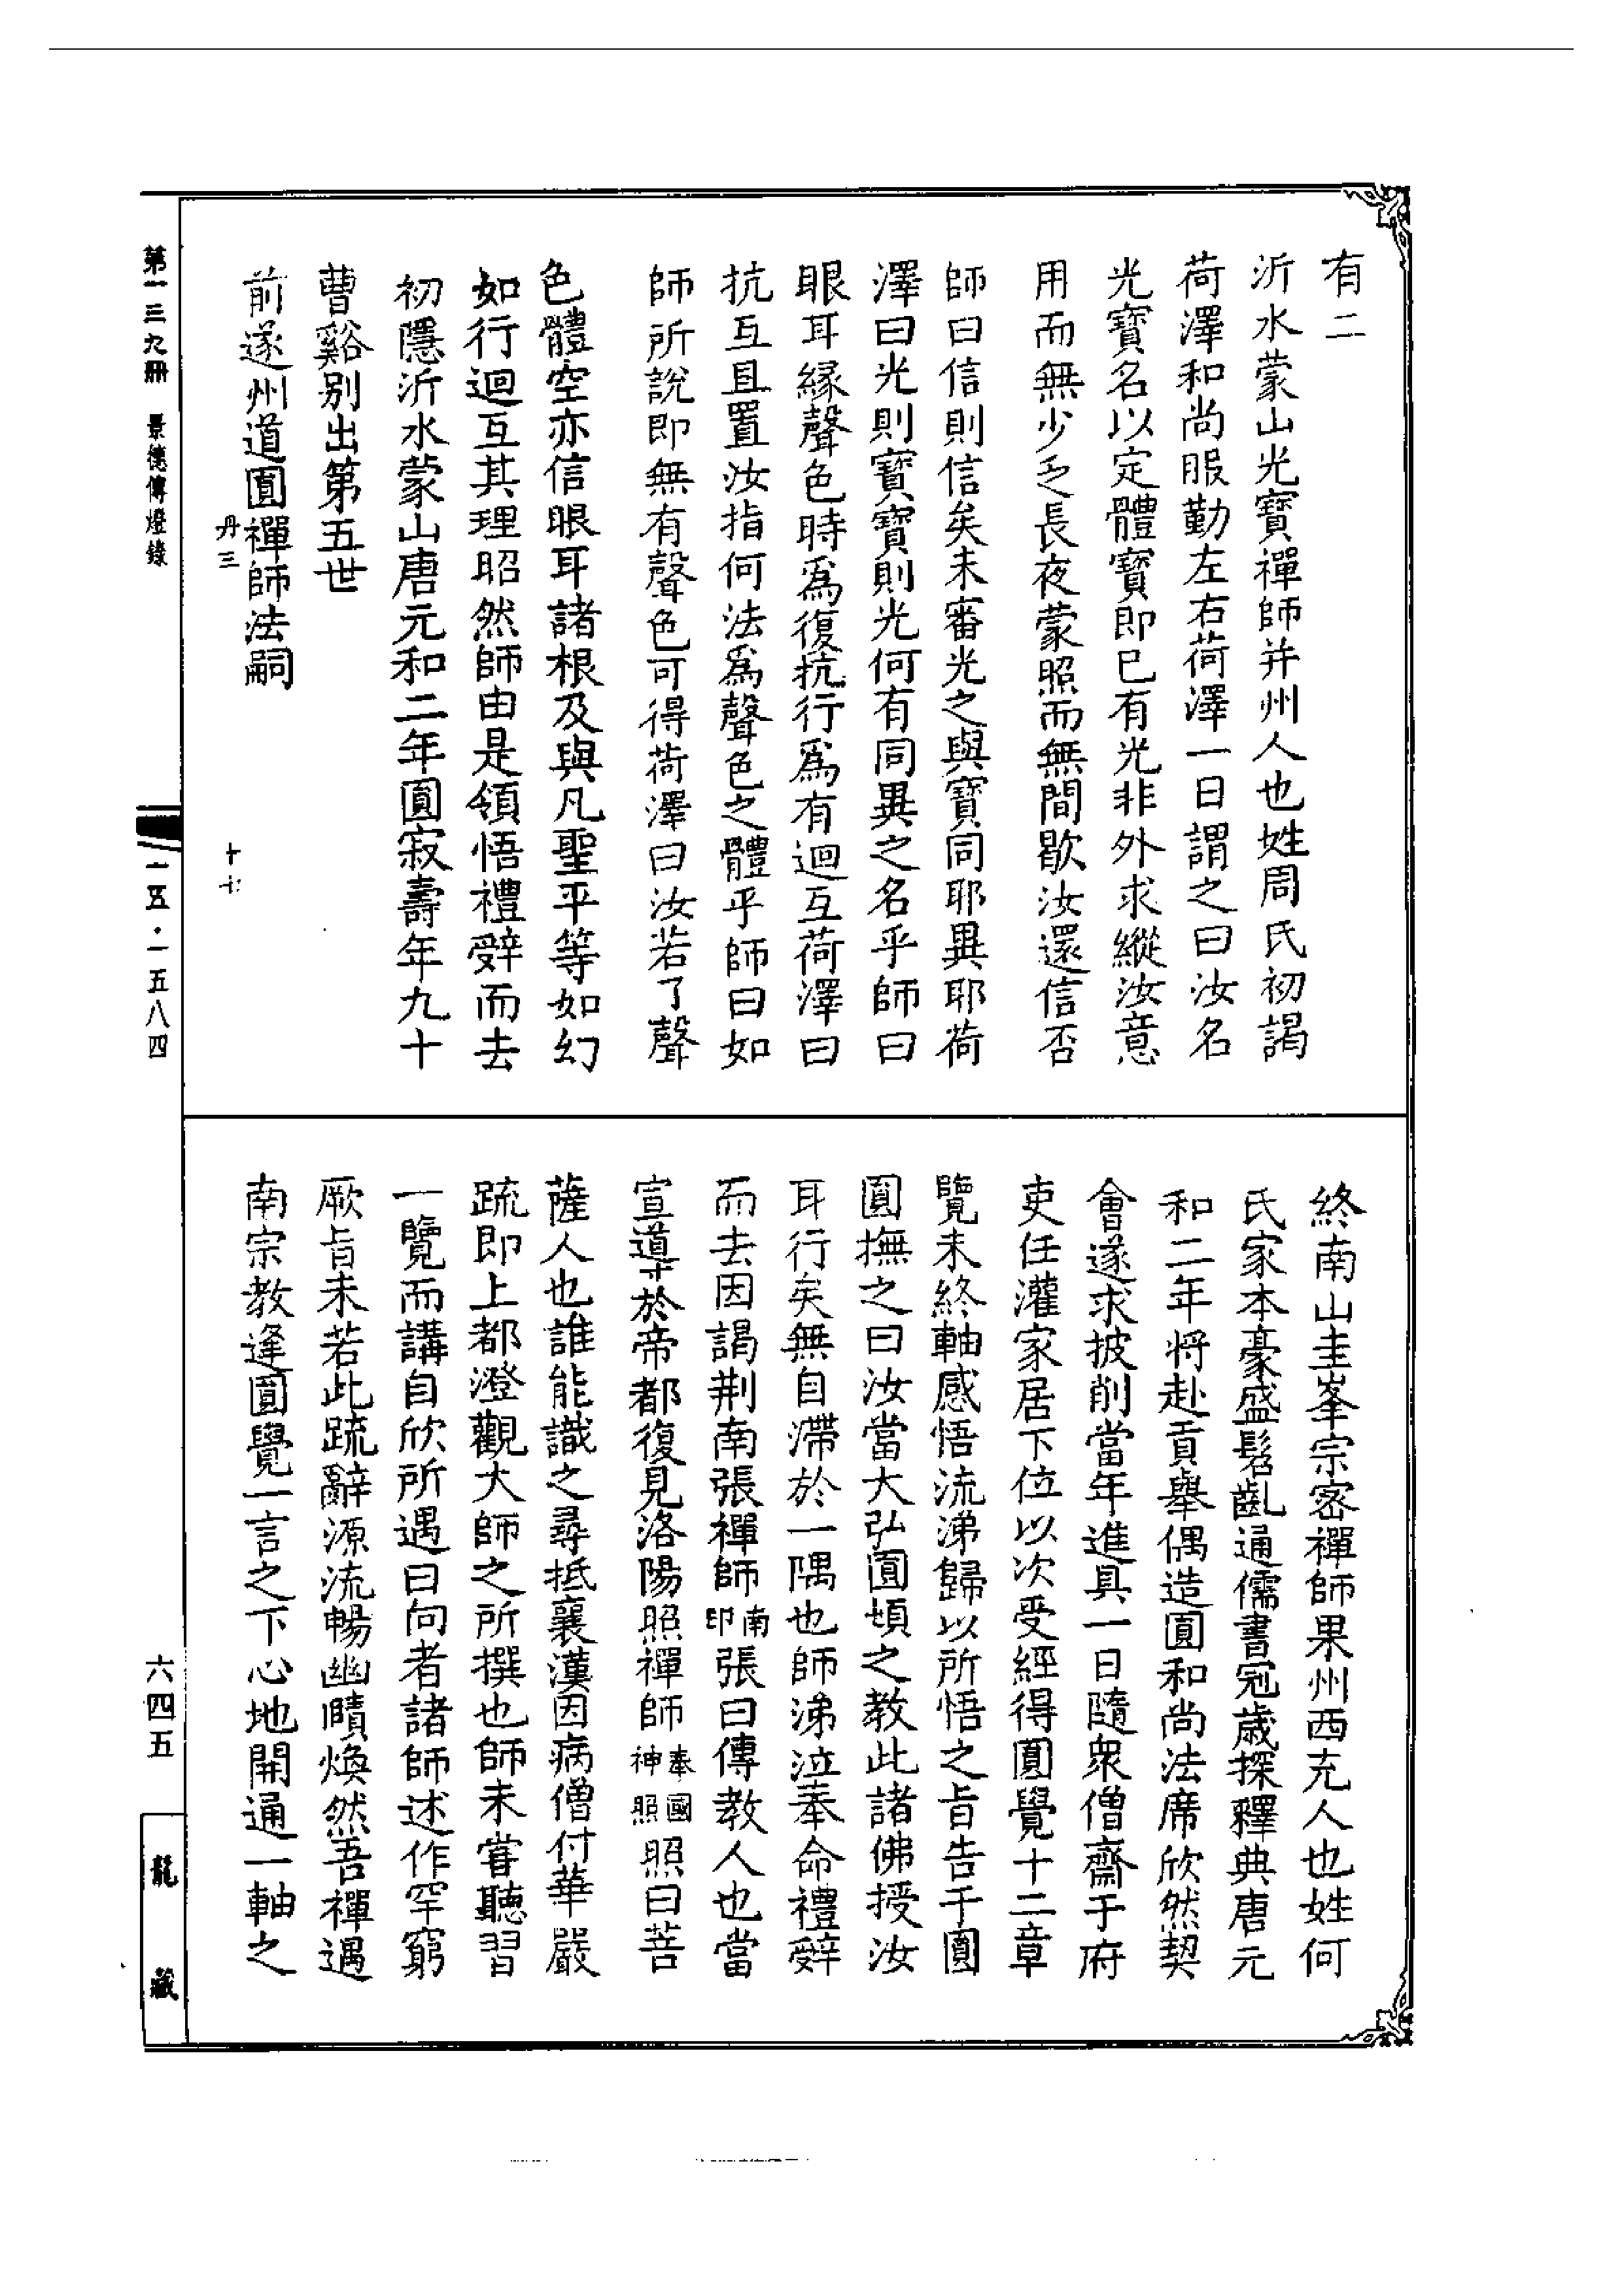 有二
沂水蒙山光寶禪師并州人也姓周氏初謁
荷澤和尚服勤左右荷澤一日謂之曰汝名
光寶名以定體寶即已有光非外求縱汝意
用而無少乏長夜蒙照而無間歇汝還信否
師曰信則信矣未審光之與寶同耶異耶荷
澤曰光則寶寶則光何有同異之名乎師曰
眼耳緣聲色時爲復抗行爲有迴互荷澤曰
抗互且置汝指何法爲聲色之體乎師曰如
師所說即無有聲色可得荷澤曰汝若了聲
色體空亦信眼耳諸根及與凡聖平等如幻
如行迴互其理昭然師由是領悟禮辭而去
初隱沂水蒙山唐元和二年圓寂壽年九十
曹谿別出第五世
前遂州道圓禪師法嗣
丹三 十七
終南山圭峯宗密禪師果州西充人也姓何
氏家本豪盛髫齓通儒書冠歲探釋典唐元
和二年將赴貢舉偶造圓和尚法席欣然契
會遂求披削當年進具一日隨衆僧齋于府
吏任灌家居下位以次受經得圓覺十二章
覽未終軸感悟流涕歸以所悟之旨告于圓
圓撫之曰汝當大弘圓頓之教此諸佛授汝
耳行矣無自滯於一隅也師涕泣奉命禮辭
而去因謁荆南張禪師南印張曰傳教人也當
宣道於帝都復見洛陽照禪師奉國神照照曰菩
薩人也誰能識之尋抵襄漢因病僧付華嚴
疏即上都澄觀大師之所撰也師未甞聽習
一覽而講自欣所遇曰向者諸師述作罕窮
厥旨未若此疏辭源流暢幽賾煥然吾禪遇
南宗教逢圓覺一言之下心地開通一軸之
第一三九冊 景德傳燈錄
一五·一五八四
六四五
龍藏